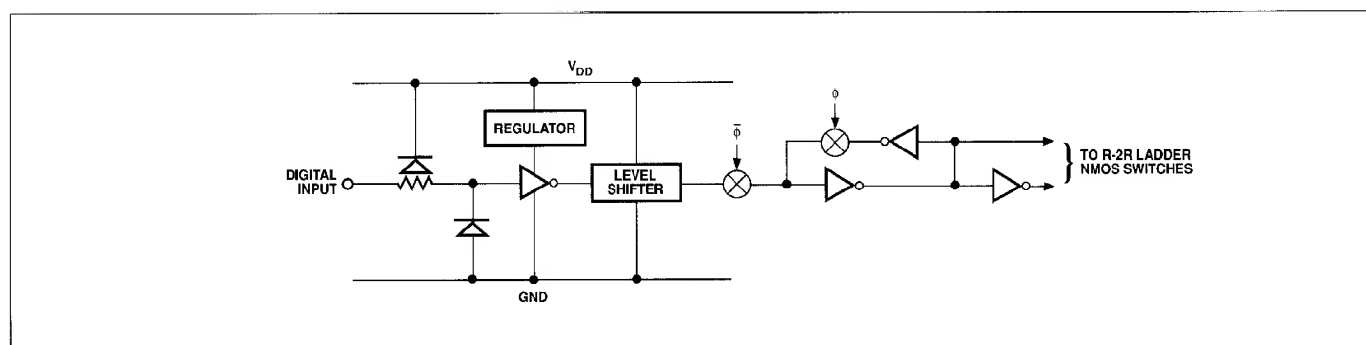 V_DD
REGULATOR
DIGITAL
INPUT
LEVEL
SHIFTER
GND
ϕ̄
ϕ
TO R-2R LADDER
NMOS SWITCHES